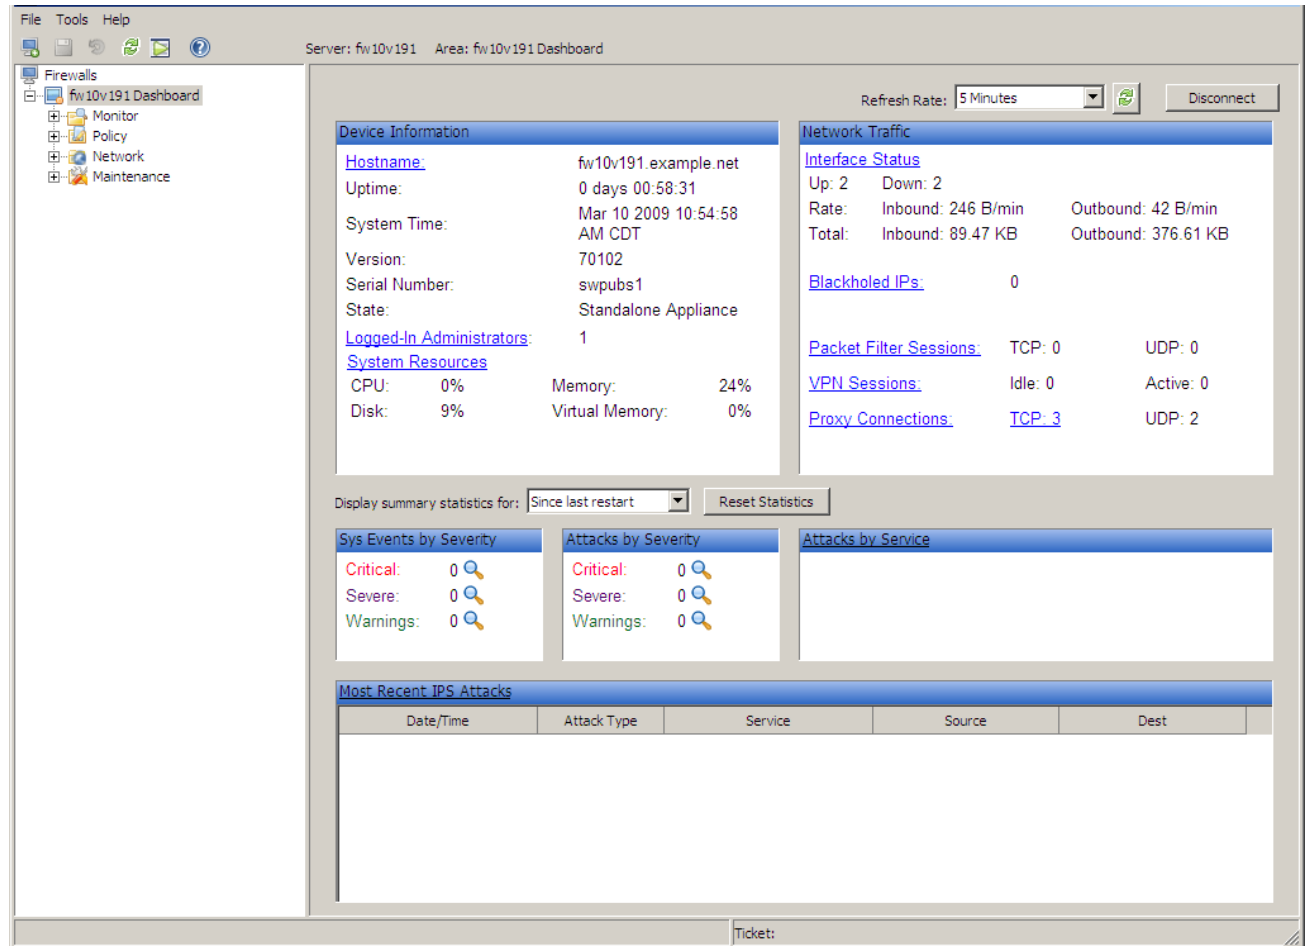 File Tools Help
Server: fw10v191 Area: fw10v191 Dashboard
Firewalls
fw10v191 Dashboard
Monitor
Policy
Network
Maintenance
Refresh Rate: 5 Minutes Disconnect
Device Information
Hostname: fw10v191.example.net
Uptime: 0 days 00:58:31
System Time: Mar 10 2009 10:54:58
AM CDT
Version: 70102
Serial Number: swpubs1
State: Standalone Appliance
Logged-In Administrators: 1
System Resources
CPU: 0% Memory: 24%
Disk: 9% Virtual Memory: 0%
Network Traffic
Interface Status
Up: 2 Down: 2
Rate: Inbound: 246 B/min Outbound: 42 B/min
Total: Inbound: 89.47 KB Outbound: 376.61 KB
Blackholed IPs: 0
Packet Filter Sessions: TCP: 0 UDP: 0
VPN Sessions: Idle: 0 Active: 0
Proxy Connections: TCP: 3 UDP: 2
Display summary statistics for: Since last restart Reset Statistics
Sys Events by Severity
Critical: 0
Severe: 0
Warnings: 0
Attacks by Severity
Critical: 0
Severe: 0
Warnings: 0
Attacks by Service
Most Recent IPS Attacks
Date/Time Attack Type Service Source Dest
Ticket: